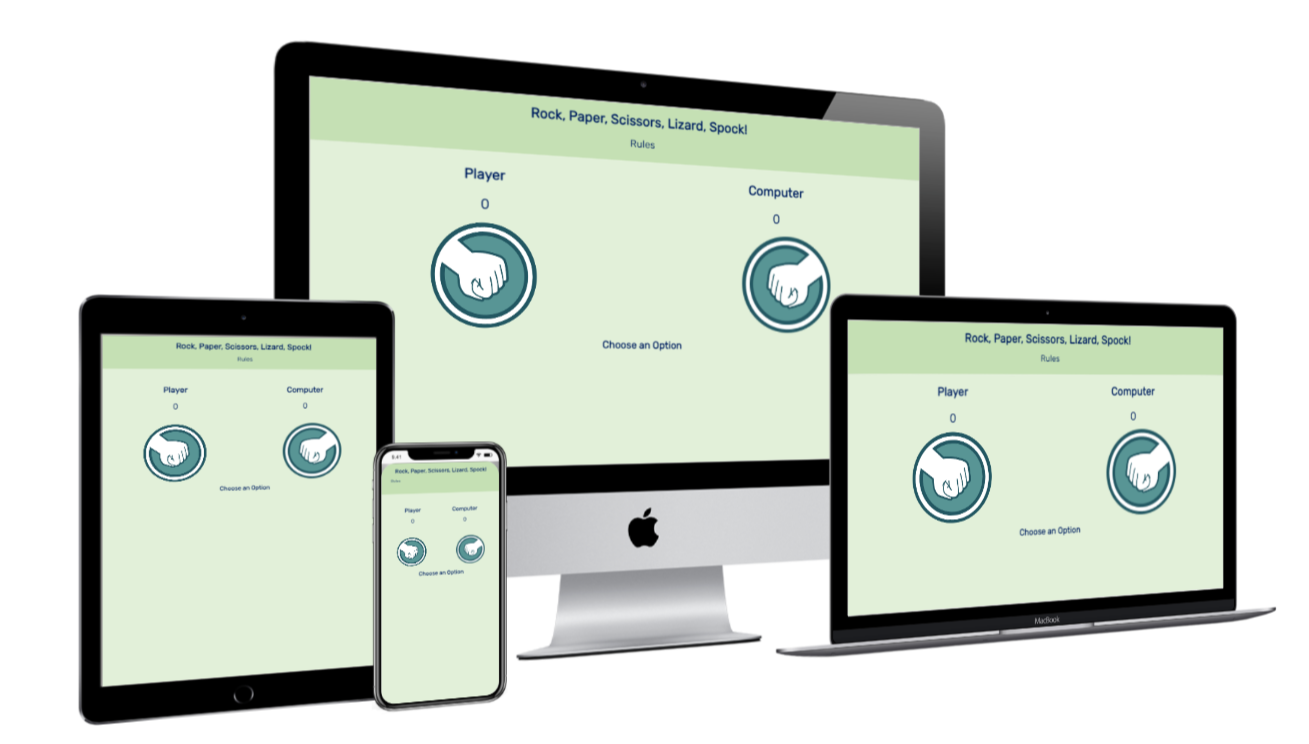 Rock, Paper, Scissors, Lizard, Spock!
Rules
Player
Computer
0
0
Choose an Option
Rock, Paper, Scissors, Lizard, Spock!
Rules
Player
Computer
0
0
Choose an Option
9:41
Rock, Paper, Scissors, Lizard, Spock!
Rules
Player
Computer
0
0
Choose an Option
Rock, Paper, Scissors, Lizard, Spock!
Rules
Player
Computer
0
0
Choose an Option
MacBook